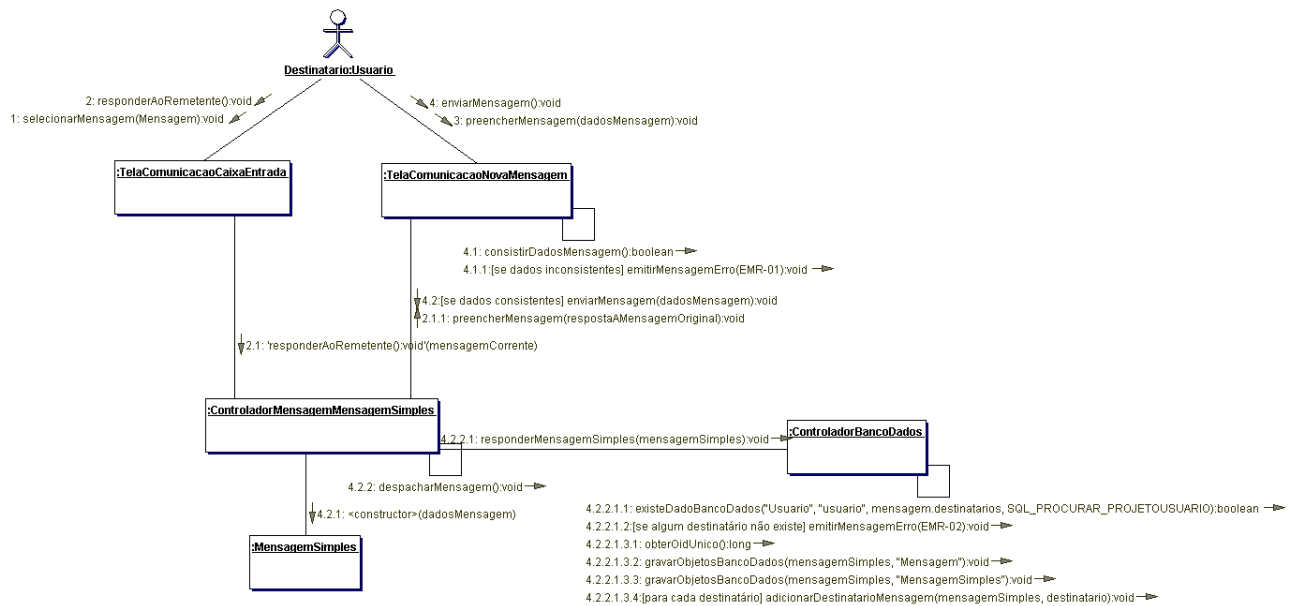 Destinatario:Usuario
2: responderAoRemetente():void
1: selecionarMensagem(Mensagem):void
4: enviarMensagem():void
3: preencherMensagem(dadosMensagem):void
:TelaComunicacaoCaixaEntrada
:TelaComunicacaoNovaMensagem
4.1: consistirDadosMensagem():boolean
4.1.1:[se dados inconsistentes] emitirMensagemErro(EMR-01):void
4.2:[se dados consistentes] enviarMensagem(dadosMensagem):void
2.1.1: preencherMensagem(respostaAMensagemOriginal):void
2.1: 'responderAoRemetente():void'(mensagemCorrente)
:ControladorMensagemMensagemSimples
4.2.2.1: responderMensagemSimples(mensagemSimples):void
:ControladorBancoDados
4.2.2: despacharMensagem():void
4.2.1: <constructor>(dadosMensagem)
:MensagemSimples
4.2.2.1.1: existeDadoBancoDados("Usuario", "usuario", mensagem.destinatarios, SQL_PROCURAR_PROJETOUSUARIO):boolean
4.2.2.1.2:[se algum destinatário não existe] emitirMensagemErro(EMR-02):void
4.2.2.1.3.1: obterOidUnico():long
4.2.2.1.3.2: gravarObjetosBancoDados(mensagemSimples, "Mensagem"):void
4.2.2.1.3.3: gravarObjetosBancoDados(mensagemSimples, "MensagemSimples"):void
4.2.2.1.3.4:[para cada destinatário] adicionarDestinatarioMensagem(mensagemSimples, destinatario):void